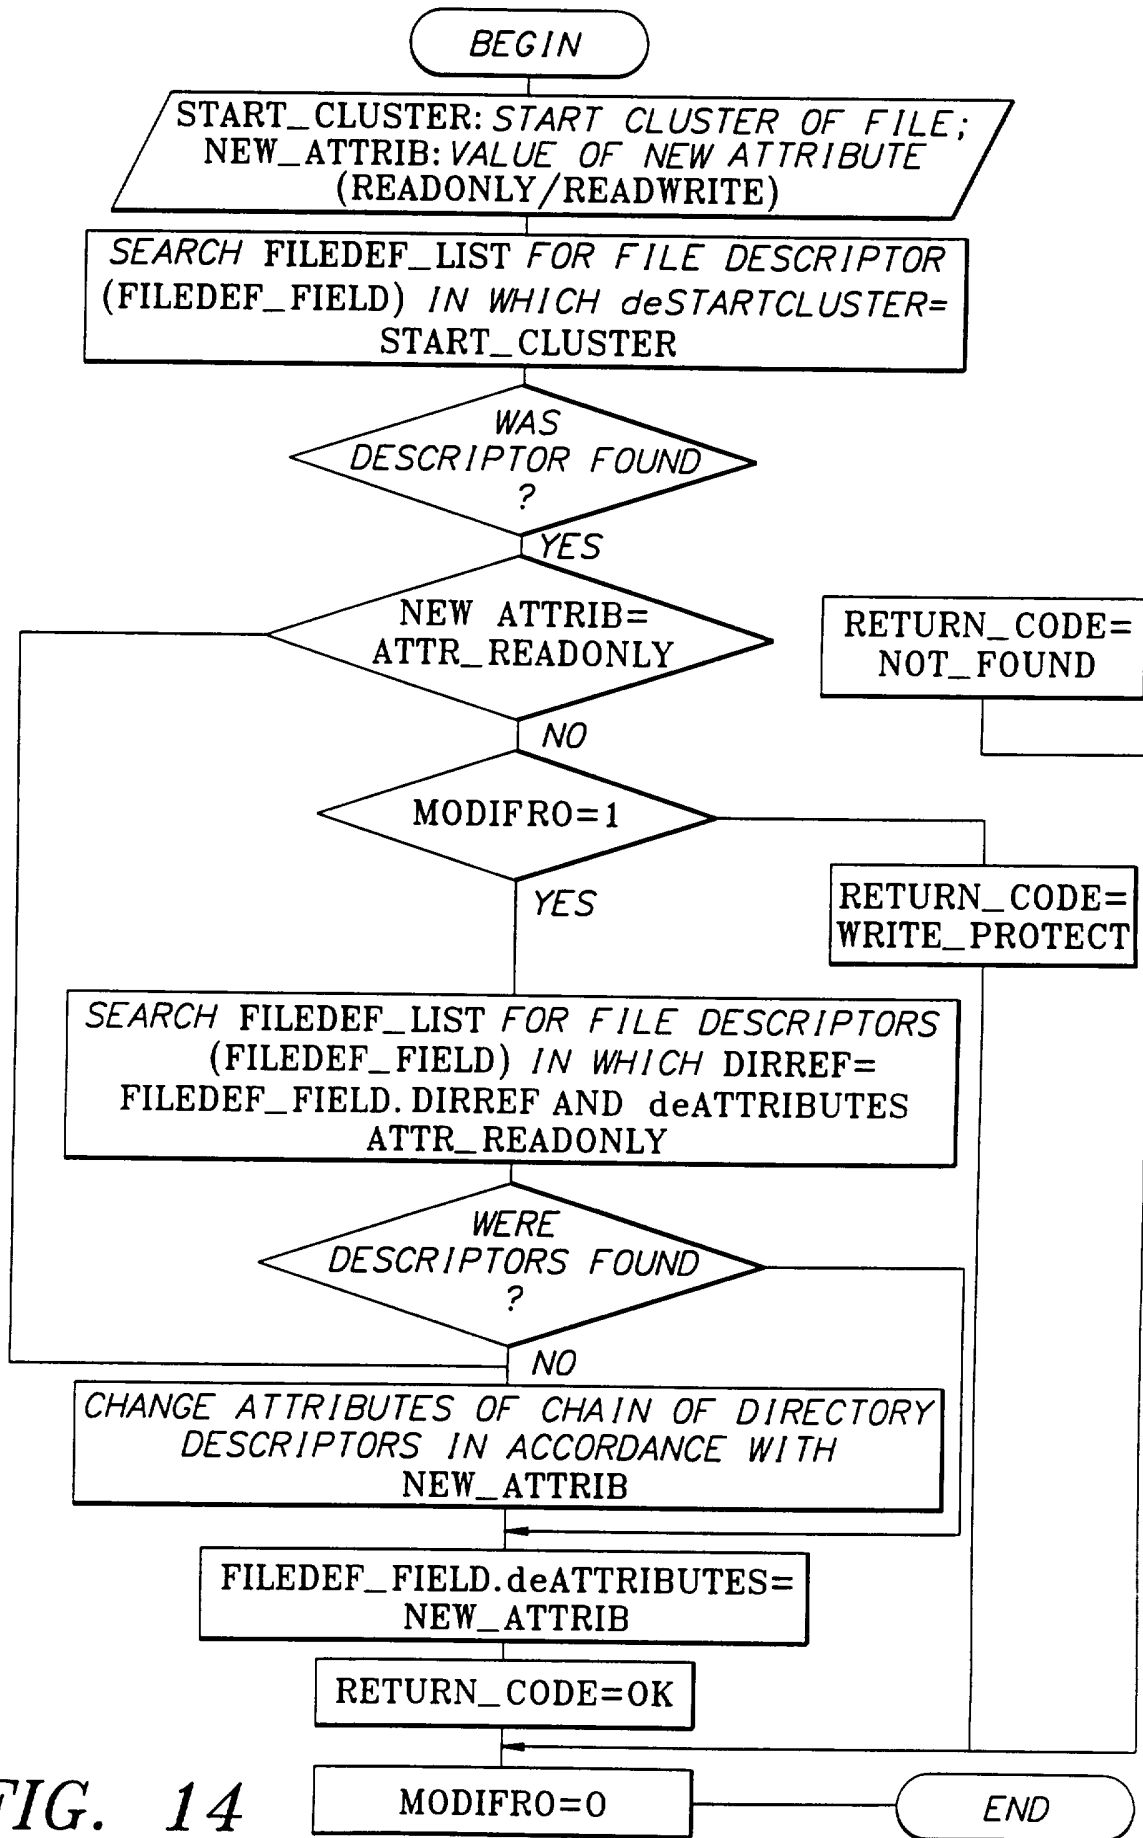 BEGIN
START_CLUSTER: START CLUSTER OF FILE;
NEW_ATTRIB: VALUE OF NEW ATTRIBUTE
(READONLY/READWRITE)
SEARCH FILEDEF_LIST FOR FILE DESCRIPTOR
(FILEDEF_FIELD) IN WHICH deSTARTCLUSTER=
START_CLUSTER
WAS
DESCRIPTOR FOUND
?
YES
NEW ATTRIB=
ATTR_READONLY
RETURN_CODE=
NOT_FOUND
NO
MODIFRO=1
YES
RETURN_CODE=
WRITE_PROTECT
SEARCH FILEDEF_LIST FOR FILE DESCRIPTORS
(FILEDEF_FIELD) IN WHICH DIRREF=
FILEDEF_FIELD.DIRREF AND deATTRIBUTES
ATTR_READONLY
WERE
DESCRIPTORS FOUND
?
NO
CHANGE ATTRIBUTES OF CHAIN OF DIRECTORY
DESCRIPTORS IN ACCORDANCE WITH
NEW_ATTRIB
FILEDEF_FIELD.deATTRIBUTES=
NEW_ATTRIB
RETURN_CODE=OK
MODIFRO=0
END
FIG. 14